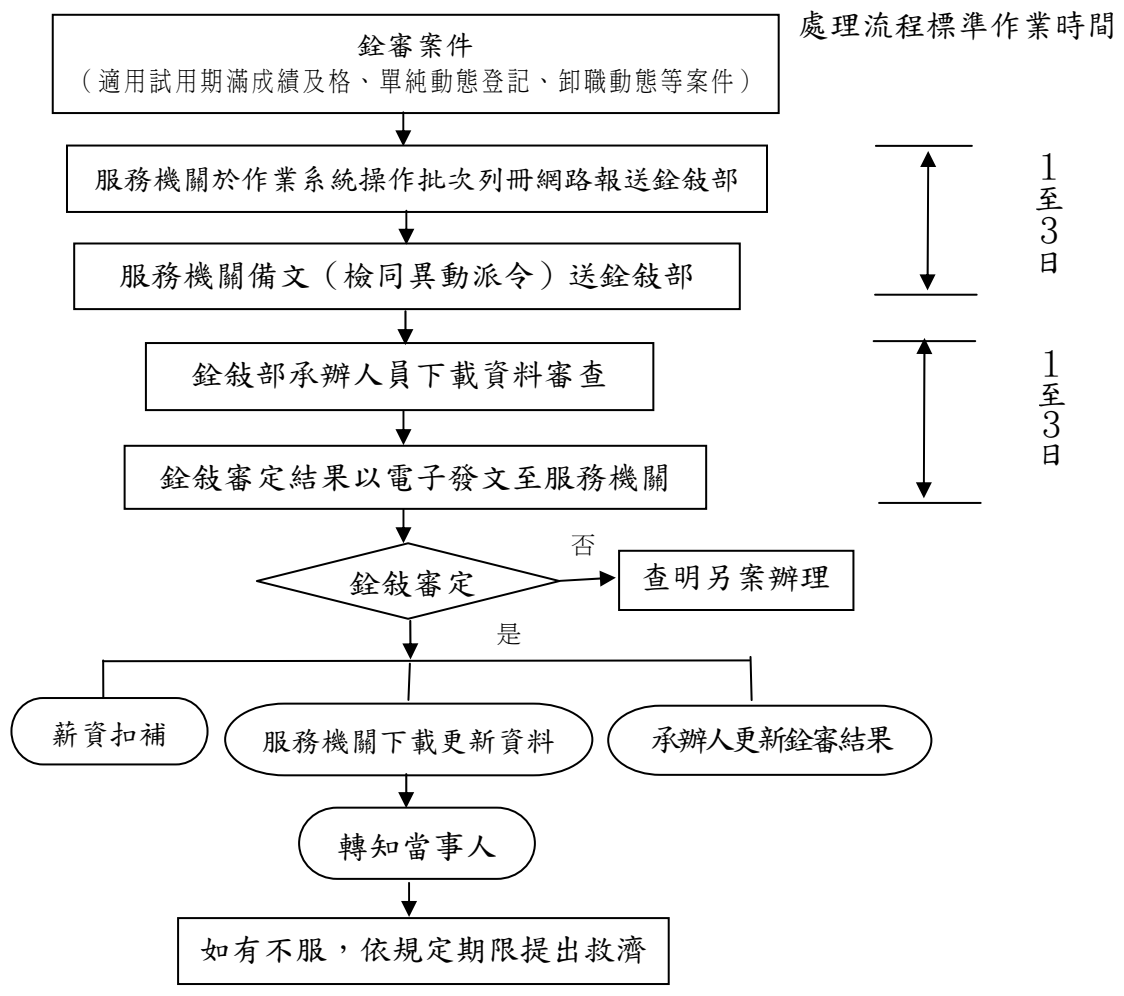 處理流程標準作業時間
銓審案件
（適用試用期滿成績及格、單純動態登記、卸職動態等案件）
服務機關於作業系統操作批次列冊網路報送銓敍部
1至3日
服務機關備文（檢同異動派令）送銓敍部
銓敍部承辦人員下載資料審查
1至3日
銓敍審定結果以電子發文至服務機關
銓敍審定
否
查明另案辦理
是
薪資扣補
服務機關下載更新資料
承辦人更新銓審結果
轉知當事人
如有不服，依規定期限提出救濟